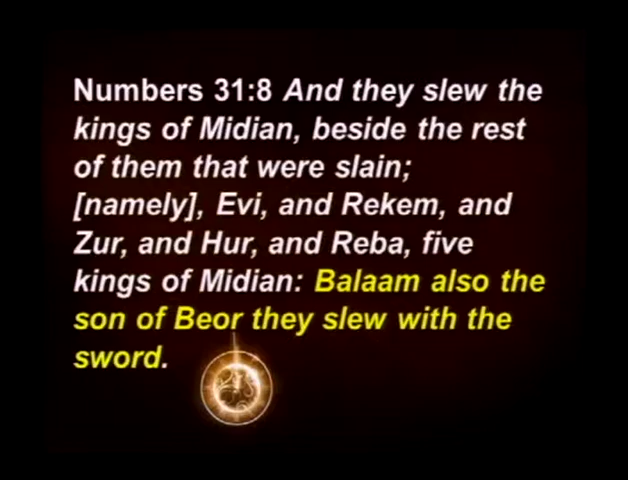 Numbers 31:8 And they slew the
kings of Midian, beside the rest
of them that were slain;
[namely], Evi, and Rekem, and
Zur, and Hur, and Reba, five
kings of Midian: Balaam also the
son of Beor they slew with the
sword.